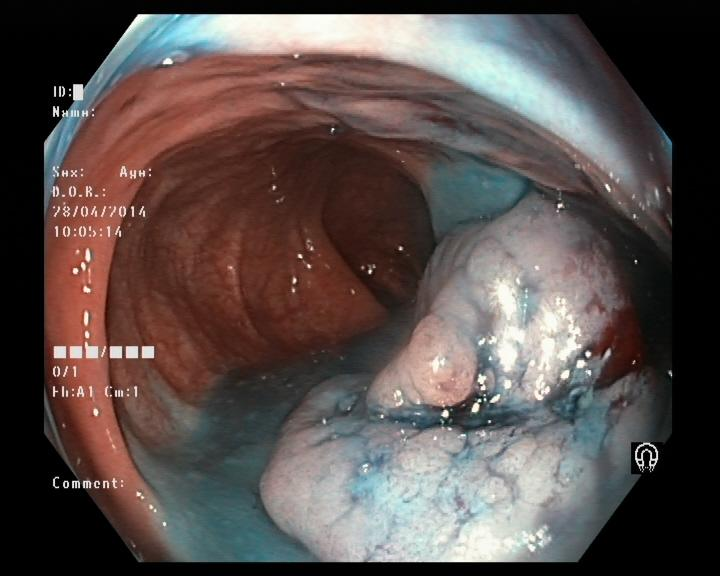 ID:
Name:
Sex: Age:
D.O.B.:
28/04/2014
10:05:14
/
0/1
Eh:A1 Cm:1
Comment: